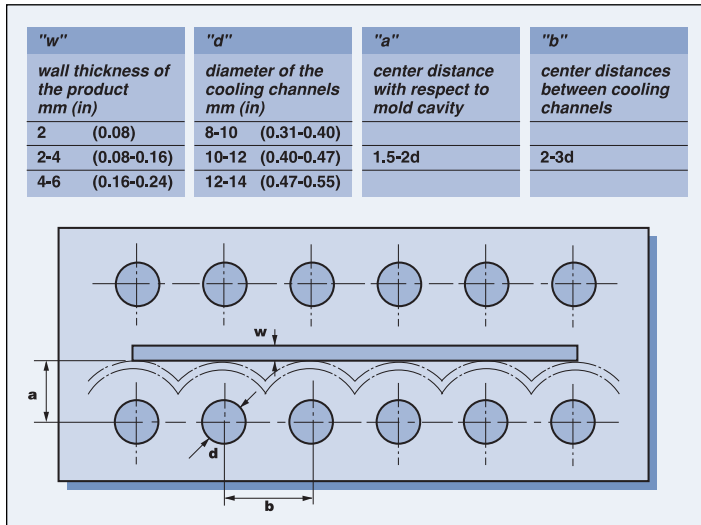 "w" "d" "a" "b"
wall thickness of diameter of the center distance center distances
the product cooling channels with respect to between cooling
mm (in) mm (in) mold cavity channels
2 (0.08) 8-10 (0.31-0.40)
2-4 (0.08-0.16) 10-12 (0.40-0.47) 1.5-2d 2-3d
4-6 (0.16-0.24) 12-14 (0.47-0.55)
w
a
d
b